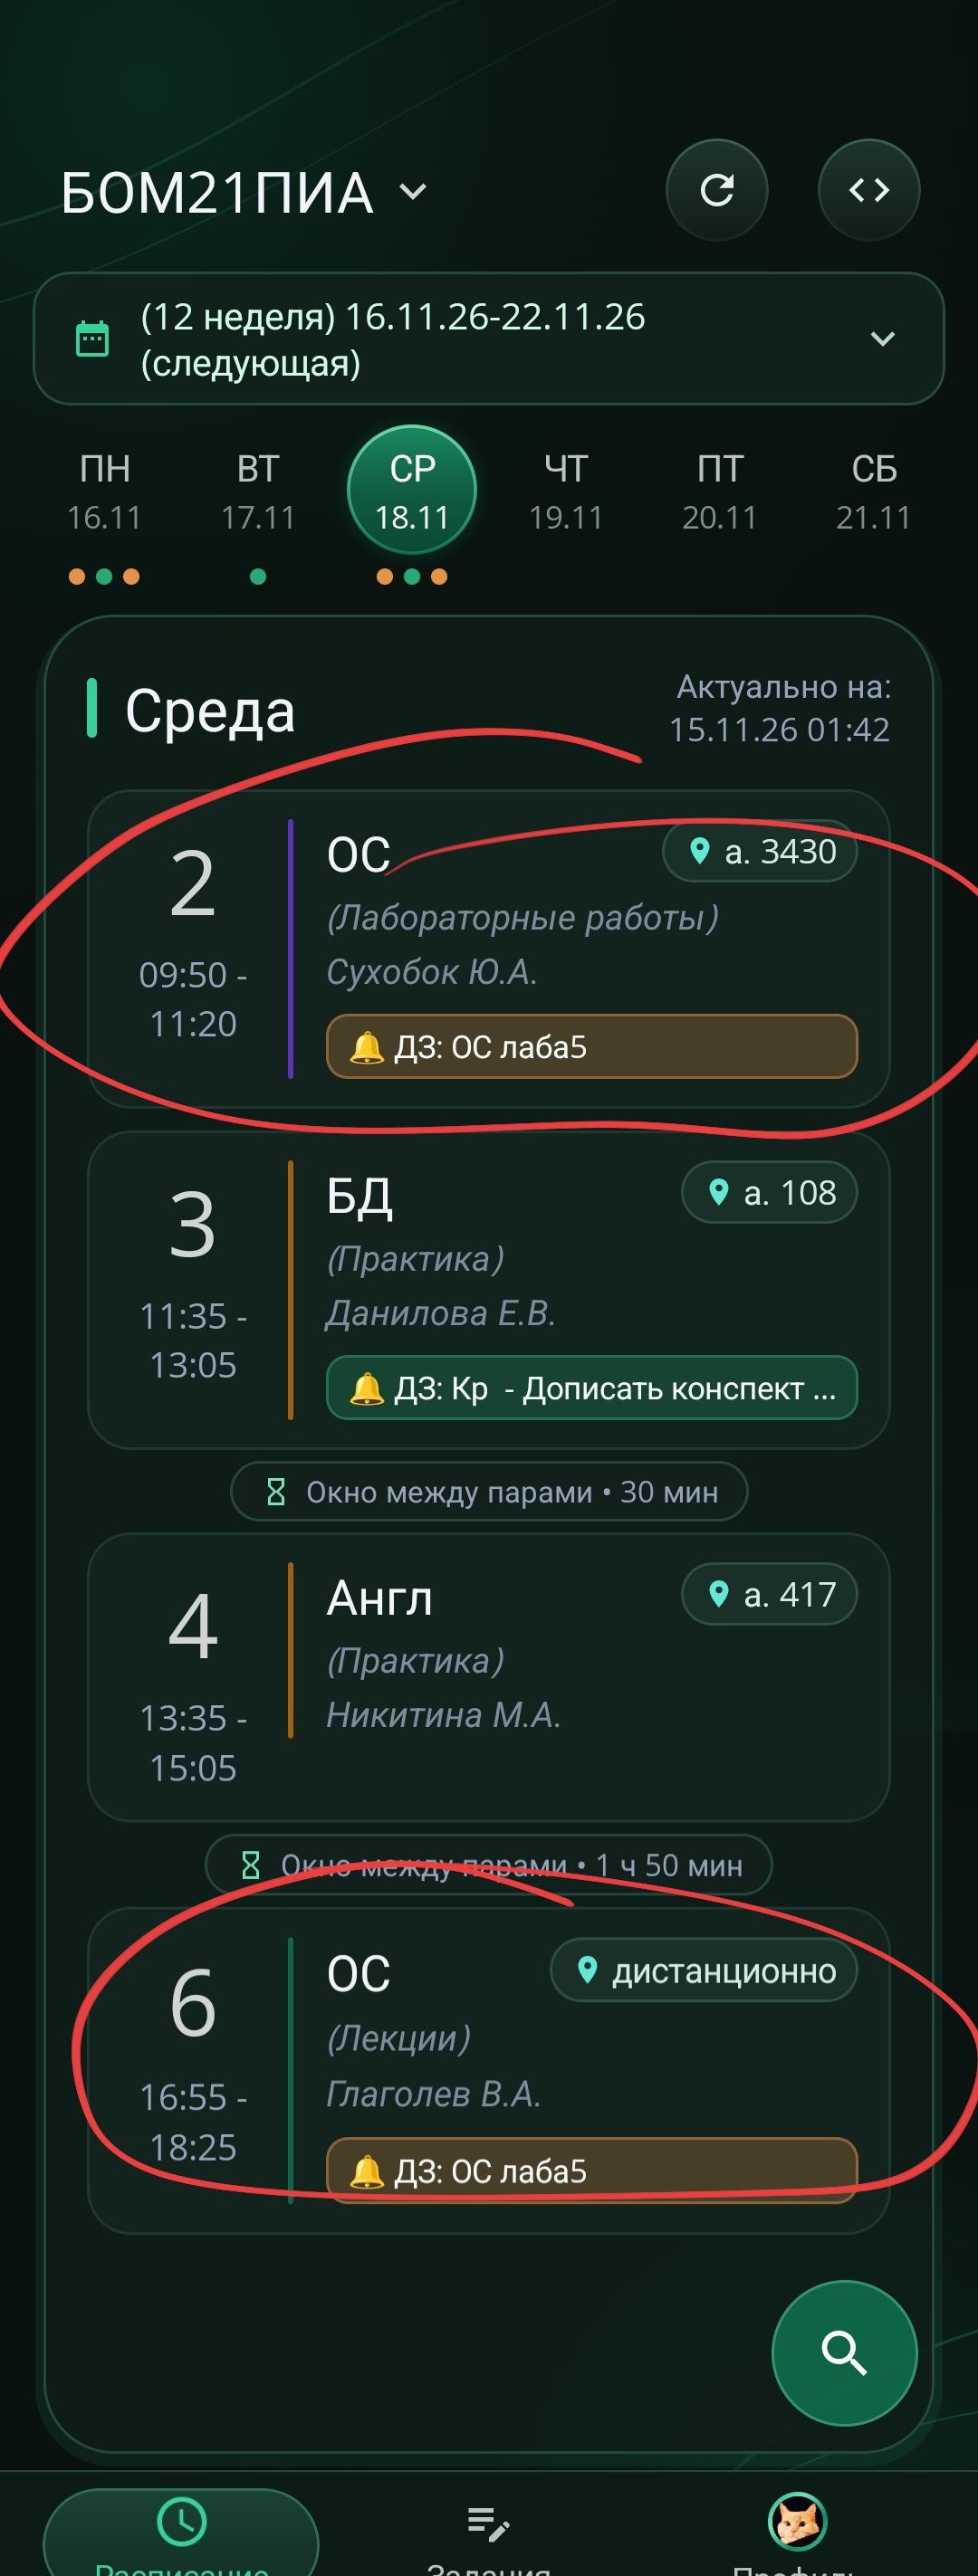 БОМ21ПИА
(12 неделя) 16.11.26-22.11.26
(следующая)
ПН ВТ СР ЧТ ПТ СБ
16.11 17.11 18.11 19.11 20.11 21.11
Среда
Актуально на:
15.11.26 01:42
2
09:50 -
11:20
ОС
а. 3430
(Лабораторные работы)
Сухобок Ю.А.
🔔 ДЗ: ОС лаба5
3
11:35 -
13:05
БД
а. 108
(Практика)
Данилова Е.В.
🔔 ДЗ: Кр  - Дописать конспект ...
Окно между парами • 30 мин
4
13:35 -
15:05
Англ
а. 417
(Практика)
Никитина М.А.
Окно между парами • 1 ч 50 мин
6
16:55 -
18:25
ОС
дистанционно
(Лекции)
Глаголев В.А.
🔔 ДЗ: ОС лаба5
Расписание Задания Профиль